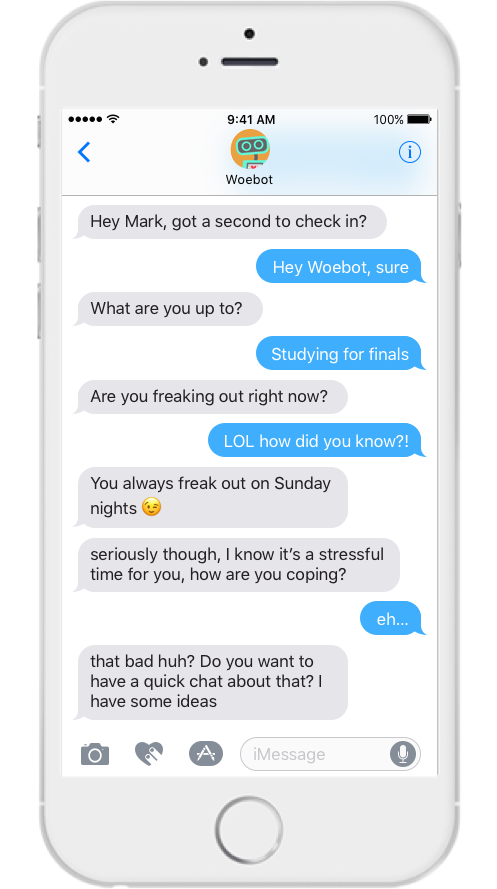 9:41 AM
100%
Woebot
Hey Mark, got a second to check in?
Hey Woebot, sure
What are you up to?
Studying for finals
Are you freaking out right now?
LOL how did you know?!
You always freak out on Sunday
nights 😉
seriously though, I know it’s a stressful
time for you, how are you coping?
eh...
that bad huh? Do you want to
have a quick chat about that? I
have some ideas
iMessage